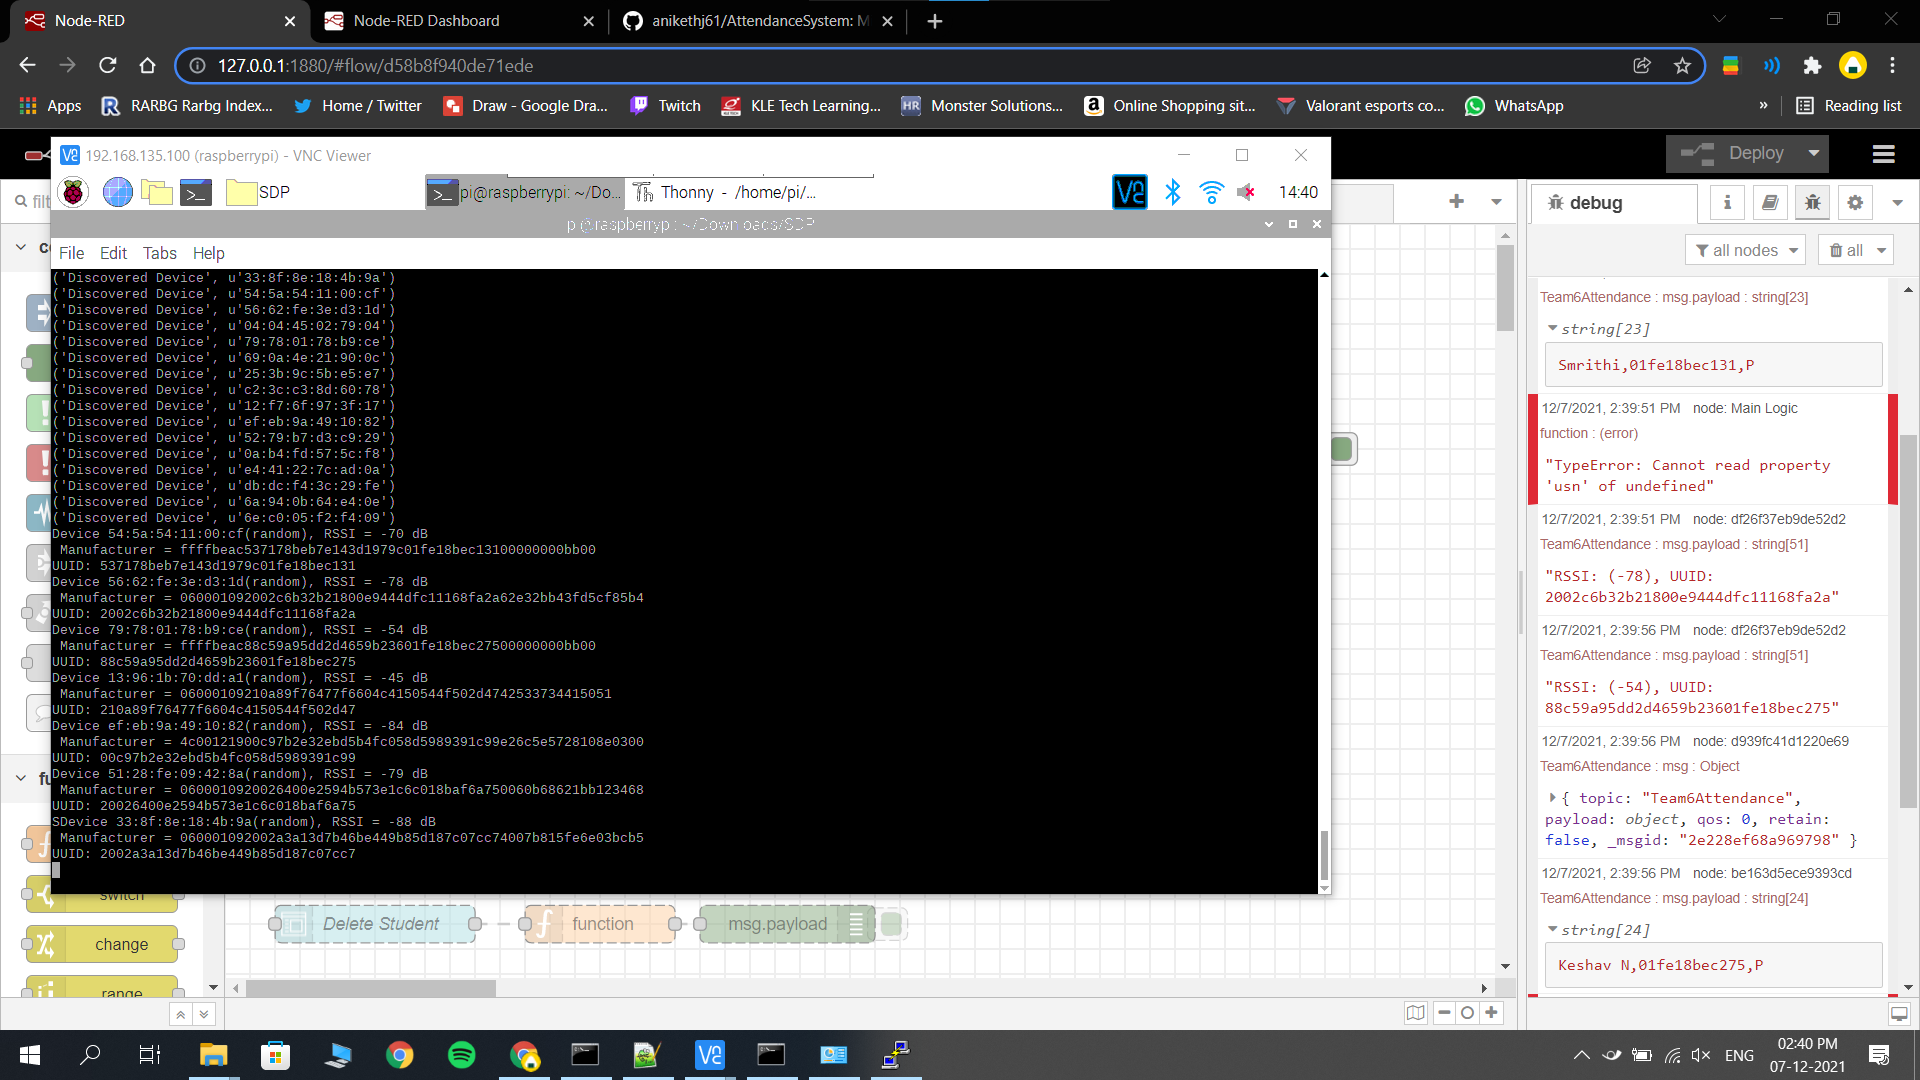 Node-RED
Node-RED Dashboard
anikethj61/AttendanceSystem: M
127.0.0.1:1880/#flow/d58b8f940de71ede
Apps
RARBG Rarbg Index...
Home / Twitter
Draw - Google Dra...
Twitch
KLE Tech Learning...
HR
Monster Solutions...
Online Shopping sit...
Valorant esports co...
WhatsApp
»
Reading list
192.168.135.100 (raspberrypi) - VNC Viewer
Deploy
SDP
pi@raspberrypi: ~/Do...
Thonny - /home/pi/...
14:40
filt
debug
pi@raspberrypi: ~/Downloads/SDP
File Edit Tabs Help
all nodes
all
('Discovered Device', u'33:8f:8e:18:4b:9a')
('Discovered Device', u'54:5a:54:11:00:cf')
('Discovered Device', u'56:62:fe:3e:d3:1d')
('Discovered Device', u'04:04:45:02:79:04')
('Discovered Device', u'79:78:01:78:b9:ce')
('Discovered Device', u'69:0a:4e:21:90:0c')
('Discovered Device', u'25:3b:9c:5b:e5:e7')
('Discovered Device', u'c2:3c:c3:8d:60:78')
('Discovered Device', u'12:f7:6f:97:3f:17')
('Discovered Device', u'ef:eb:9a:49:10:82')
('Discovered Device', u'52:79:b7:d3:c9:29')
('Discovered Device', u'0a:b4:fd:57:5c:f8')
('Discovered Device', u'e4:41:22:7c:ad:0a')
('Discovered Device', u'db:dc:f4:3c:29:fe')
('Discovered Device', u'6a:94:0b:64:e4:0e')
('Discovered Device', u'6e:c0:05:f2:f4:09')
Device 54:5a:54:11:00:cf(random), RSSI = -70 dB
Manufacturer = ffffbeac537178beb7e143d1979c01fe18bec13100000000bb00
UUID: 537178beb7e143d1979c01fe18bec131
Device 56:62:fe:3e:d3:1d(random), RSSI = -78 dB
Manufacturer = 060001092002c6b32b21800e9444dfc11168fa2a62e32bb43fd5cf85b4
UUID: 2002c6b32b21800e9444dfc11168fa2a
Device 79:78:01:78:b9:ce(random), RSSI = -54 dB
Manufacturer = ffffbeac88c59a95dd2d4659b23601fe18bec27500000000bb00
UUID: 88c59a95dd2d4659b23601fe18bec275
Device 13:96:1b:70:dd:a1(random), RSSI = -45 dB
Manufacturer = 06000109210a89f76477f6604c4150544f502d4742533734415051
UUID: 210a89f76477f6604c4150544f502d47
Device ef:eb:9a:49:10:82(random), RSSI = -84 dB
Manufacturer = 4c00121900c97b2e32ebd5b4fc058d5989391c99e26c5e5728108e0300
UUID: 00c97b2e32ebd5b4fc058d5989391c99
Device 51:28:fe:09:42:8a(random), RSSI = -79 dB
Manufacturer = 0600010920026400e2594b573e1c6c018baf6a750060b68621bb123468
UUID: 20026400e2594b573e1c6c018baf6a75
SDevice 33:8f:8e:18:4b:9a(random), RSSI = -88 dB
Manufacturer = 060001092002a3a13d7b46be449b85d187c07cc74007b815fe6e03bcb5
UUID: 2002a3a13d7b46be449b85d187c07cc7
Team6Attendance : msg.payload : string[23]
string[23]
Smrithi,01fe18bec131,P
12/7/2021, 2:39:51 PM node: Main Logic
function : (error)
"TypeError: Cannot read property
'usn' of undefined"
12/7/2021, 2:39:51 PM node: df26f37eb9de52d2
Team6Attendance : msg.payload : string[51]
"RSSI: (-78), UUID:
2002c6b32b21800e9444dfc11168fa2a"
12/7/2021, 2:39:56 PM node: df26f37eb9de52d2
Team6Attendance : msg.payload : string[51]
"RSSI: (-54), UUID:
88c59a95dd2d4659b23601fe18bec275"
12/7/2021, 2:39:56 PM node: d939fc41d1220e69
Team6Attendance : msg : Object
{ topic: "Team6Attendance",
payload: object, qos: 0, retain:
false, _msgid: "2e228ef68a969798" }
12/7/2021, 2:39:56 PM node: be163d5ece9393cd
Team6Attendance : msg.payload : string[24]
string[24]
Keshav N,01fe18bec275,P
switch
change
range
Delete Student
function
msg.payload
ENG
02:40 PM
07-12-2021